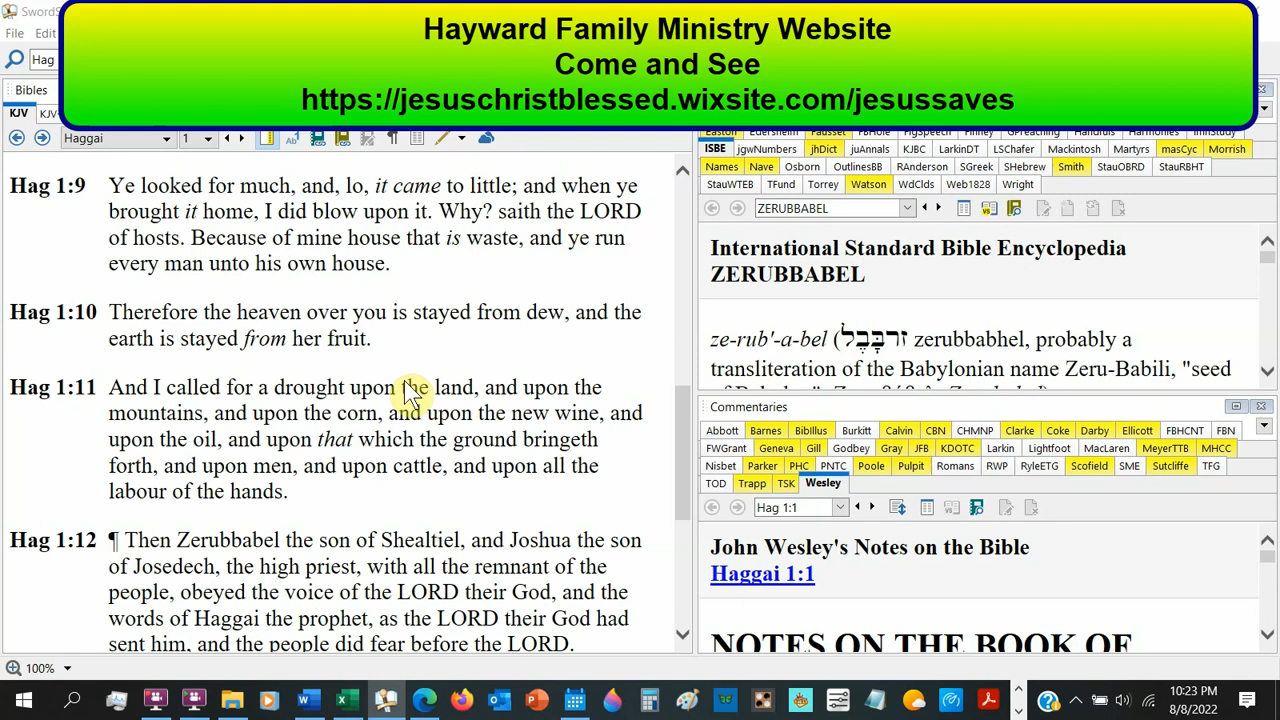 Hayward Family Ministry Website
Come and See
https://jesuschristblessed.wixsite.com/jesussaves
File Edit
Hag
Bibles
KJV
Haggai 1
Hag 1:9 Ye looked for much, and, lo, it came to little; and when ye
brought it home, I did blow upon it. Why? saith the LORD
of hosts. Because of mine house that is waste, and ye run
every man unto his own house.
Hag 1:10 Therefore the heaven over you is stayed from dew, and the
earth is stayed from her fruit.
Hag 1:11 And I called for a drought upon the land, and upon the
mountains, and upon the corn, and upon the new wine, and
upon the oil, and upon that which the ground bringeth
forth, and upon men, and upon cattle, and upon all the
labour of the hands.
Hag 1:12 ¶ Then Zerubbabel the son of Shealtiel, and Joshua the son
of Josedech, the high priest, with all the remnant of the
people, obeyed the voice of the LORD their God, and the
words of Haggai the prophet, as the LORD their God had
sent him, and the people did fear before the LORD.
100%
ISBE jgwNumbers jhDict juAnnals KJBC LarkinDT LSChafer Mackintosh Martyrs masCyc Morrish
Names Nave Osborn OutlinesBB RAnderson SGreek SHebrew Smith StauOBRD StauRBHT
StauWTEB TFund Torrey Watson WdClds Web1828 Wright
ZERUBBABEL
International Standard Bible Encyclopedia
ZERUBBABEL
ze-rub'-a-bel (זרבּבל zerubbabhel, probably a
transliteration of the Babylonian name Zeru-Babili, "seed
Commentaries
Abbott Barnes BibIllus Burkitt Calvin CBN CHMNP Clarke Coke Darby Ellicott FBHCNT FBN
FWGrant Geneva Gill Godbey Gray JFB KDOTC Larkin Lightfoot MacLaren MeyerTTB MHCC
Nisbet Parker PHC PNTC Poole Pulpit Romans RWP RyleETG Scofield SME Sutcliffe TFG
TOD Trapp TSK Wesley
Hag 1:1
John Wesley's Notes on the Bible
Haggai 1:1
NOTES ON THE BOOK OF
10:23 PM
8/8/2022